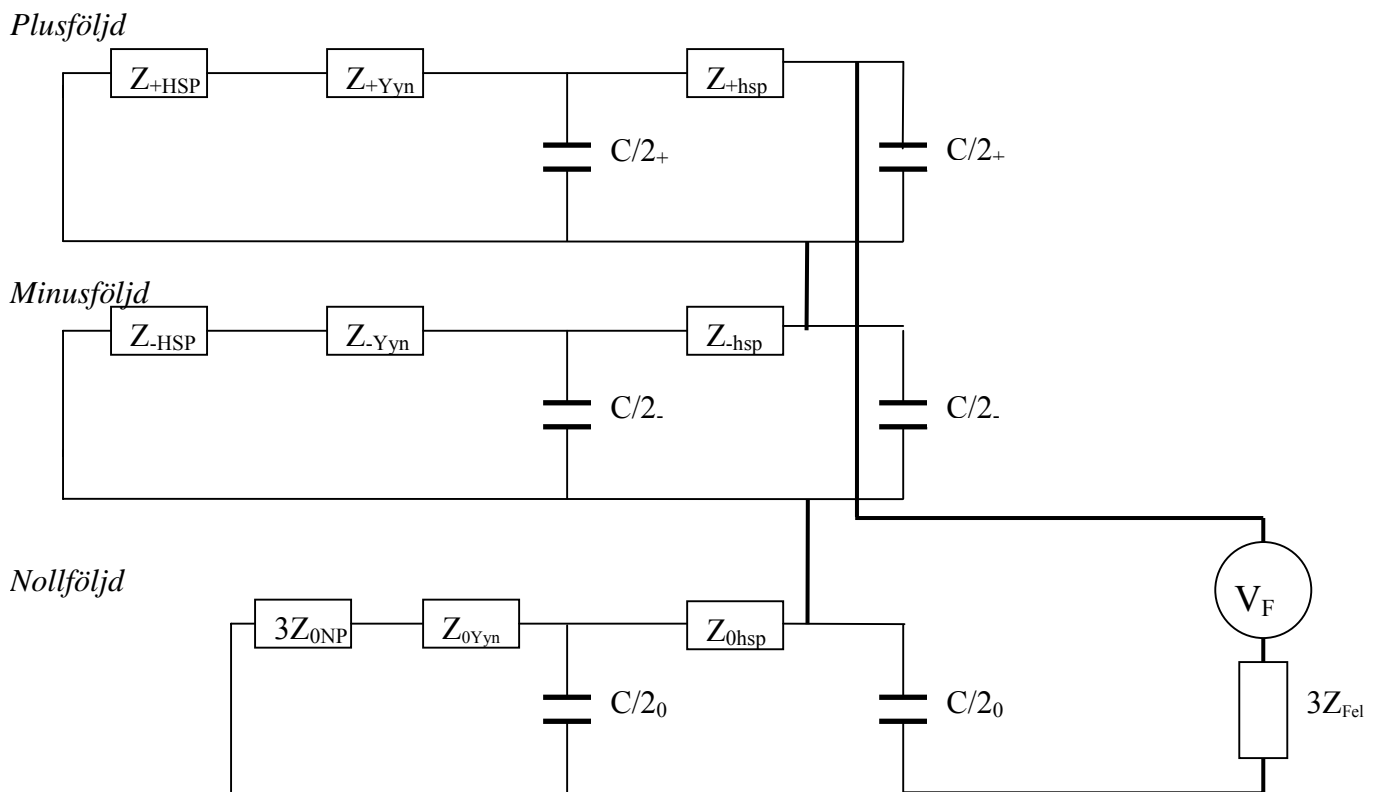 Plusföljd
Z+HSP Z+Yyn Z+hsp
C/2+ C/2+
Minusföljd
Z-HSP Z-Yyn Z-hsp
C/2- C/2-
Nollföljd
VF
3Z0NP Z0Yyn Z0hsp
C/20 C/20 3ZFel